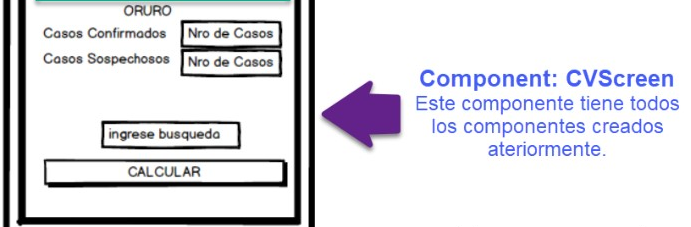 ORURO
Casos Confirmados Nro de Casos
Casos Sospechosos Nro de Casos
ingrese busqueda
CALCULAR
Component: CVScreen
Este componente tiene todos
los componentes creados
ateriormente.